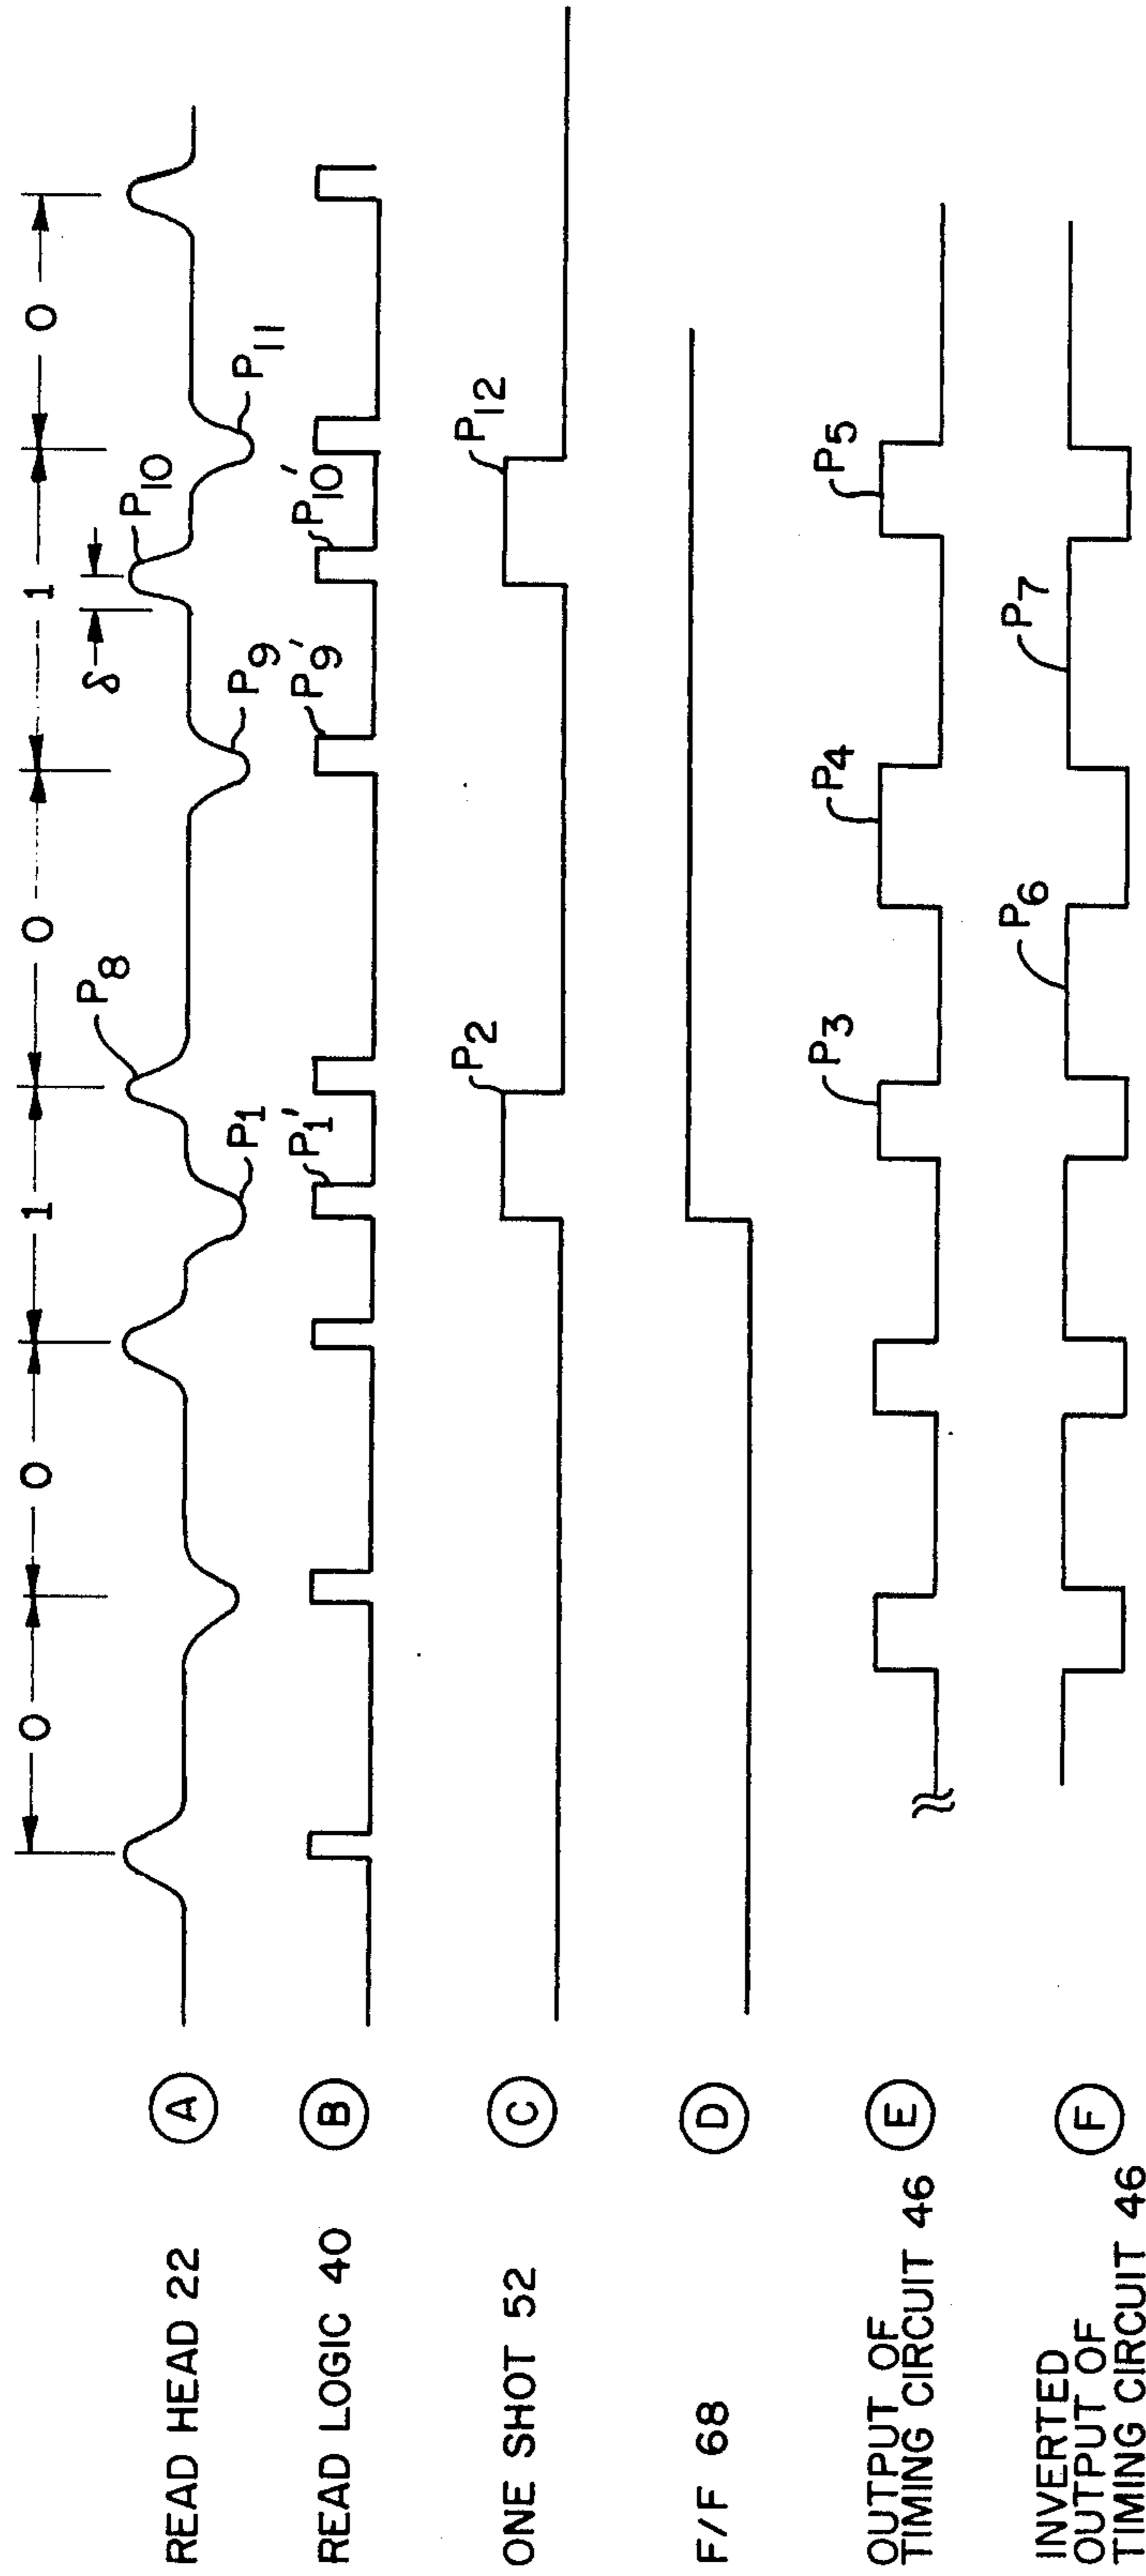 0 0 1 0 1 0
δ
READ HEAD 22 A P1 P8 P9 P10 P11
READ LOGIC 40 B P1' P9' P10'
ONE SHOT 52 C P2 P12
F/F 68 D
OUTPUT OF
TIMING CIRCUIT 46 E P3 P4 P5
INVERTED
OUTPUT OF
TIMING CIRCUIT 46 F P6 P7